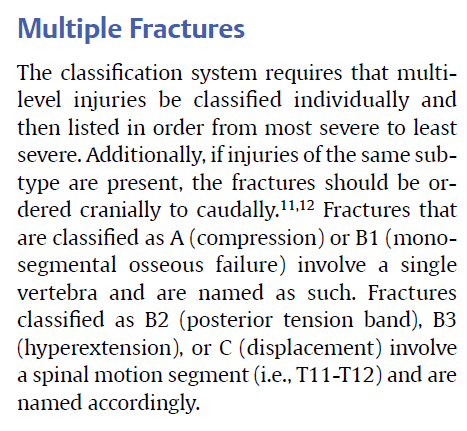 Multiple Fractures
The classification system requires that multi-
level injuries be classified individually and
then listed in order from most severe to least
severe. Additionally, if injuries of the same sub-
type are present, the fractures should be or-
dered cranially to caudally.11,12 Fractures that
are classified as A (compression) or B1 (mono-
segmental osseous failure) involve a single
vertebra and are named as such. Fractures
classified as B2 (posterior tension band), B3
(hyperextension), or C (displacement) involve
a spinal motion segment (i.e., T11-T12) and are
named accordingly.